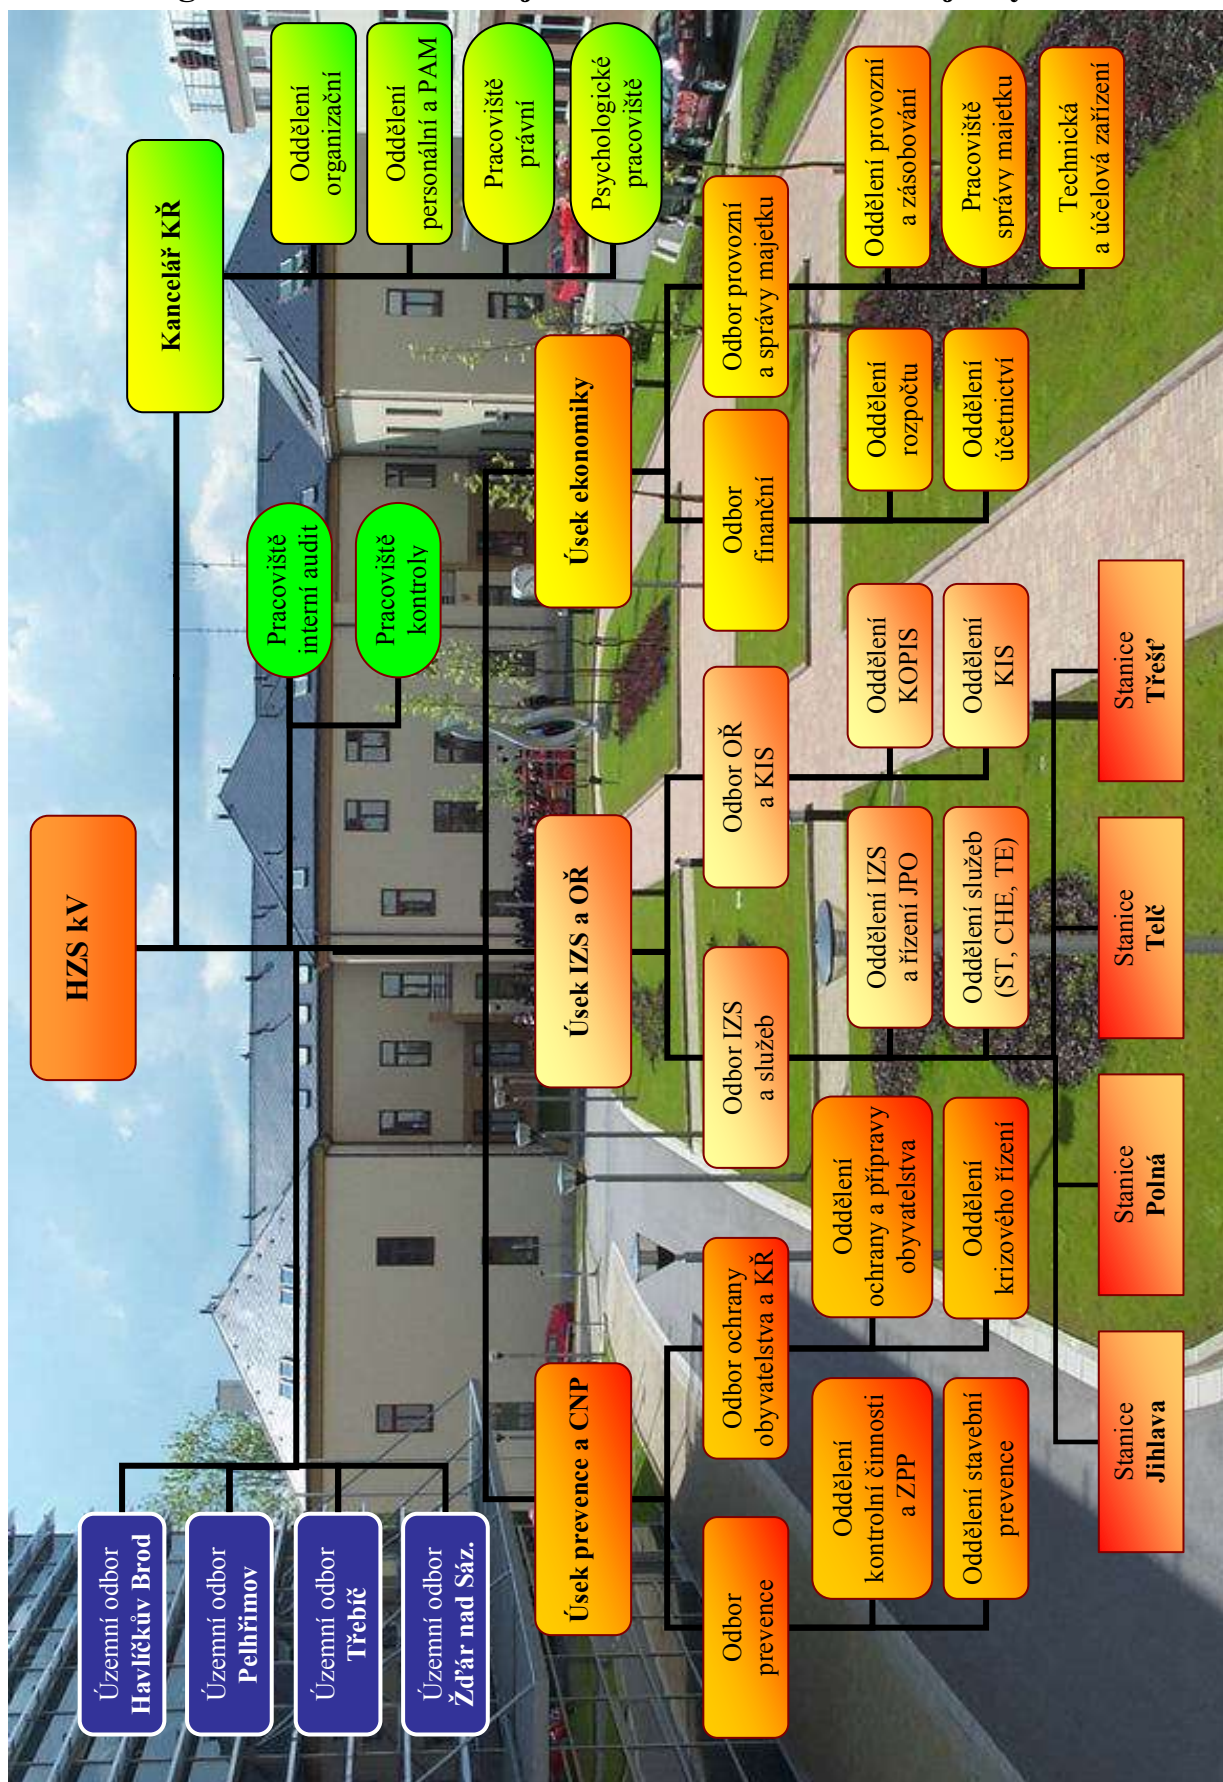 HZS kV
Kancelář KŘ
Územní odbor
Havlíčkův Brod
Územní odbor
Pelhřimov
Územní odbor
Třebíč
Územní odbor
Žďár nad Sáz.
Pracoviště
interní audit
Pracoviště
kontroly
Oddělení
organizační
Oddělení
personální a PAM
Pracoviště
právní
Psychologické
pracoviště
Úsek prevence a CNP
Úsek IZS a OŘ
Úsek ekonomiky
Odbor
prevence
Odbor ochrany
obyvatelstva a KŘ
Odbor IZS
a služeb
Odbor OŘ
a KIS
Odbor
finanční
Odbor provozní
a správy majetku
Oddělení
kontrolní činnosti
a ZPP
Oddělení stavební
prevence
Oddělení
ochrany a přípravy
obyvatelstva
Oddělení
krizového řízení
Oddělení IZS
a řízení JPO
Oddělení služeb
(ST, CHE, TE)
Oddělení
KOPIS
Oddělení
KIS
Oddělení
rozpočtu
Oddělení
účetnictví
Oddělení provozní
a zásobování
Pracoviště
správy majetku
Technická
a účelová zařízení
Stanice
Jihlava
Stanice
Polná
Stanice
Telč
Stanice
Třešť